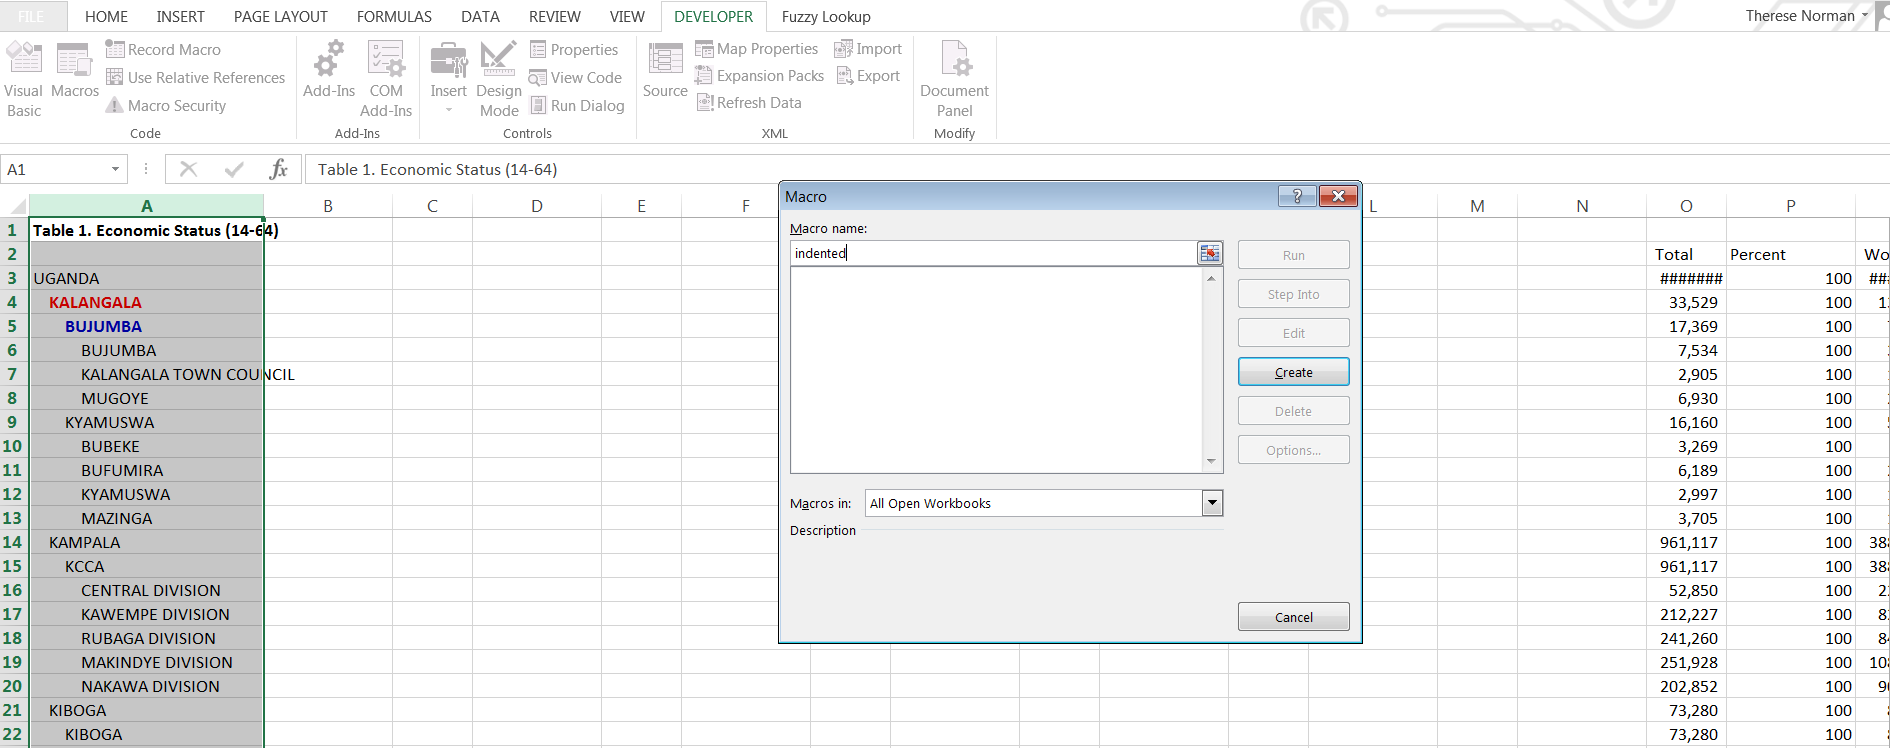 FILE HOME INSERT PAGE LAYOUT FORMULAS DATA REVIEW VIEW DEVELOPER Fuzzy Lookup Therese Norman
Visual Basic
Macros
Record Macro
Use Relative References
Macro Security
Code
Add-Ins
COM Add-Ins
Add-Ins
Insert
Design Mode
Properties
View Code
Run Dialog
Controls
Source
Map Properties
Expansion Packs
Refresh Data
Import
Export
XML
Document Panel
Modify
A1 fx Table 1. Economic Status (14-64)
A B C D E F L M N O P
1 Table 1. Economic Status (14-64)
2 Total Percent Wo
3 UGANDA ####### 100 ##
4 KALANGALA 33,529 100 1
5 BUJUMBA 17,369 100
6 BUJUMBA 7,534 100
7 KALANGALA TOWN COUNCIL 2,905 100
8 MUGOYE 6,930 100
9 KYAMUSWA 16,160 100
10 BUBEKE 3,269 100
11 BUFUMIRA 6,189 100
12 KYAMUSWA 2,997 100
13 MAZINGA 3,705 100
14 KAMPALA 961,117 100 388
15 KCCA 961,117 100 388
16 CENTRAL DIVISION 52,850 100 2
17 KAWEMPE DIVISION 212,227 100 8
18 RUBAGA DIVISION 241,260 100 84
19 MAKINDYE DIVISION 251,928 100 108
20 NAKAWA DIVISION 202,852 100 90
21 KIBOGA 73,280 100
22 KIBOGA 73,280 100
Macro
Macro name:
indented
Run
Step Into
Edit
Create
Delete
Options...
Macros in: All Open Workbooks
Description
Cancel